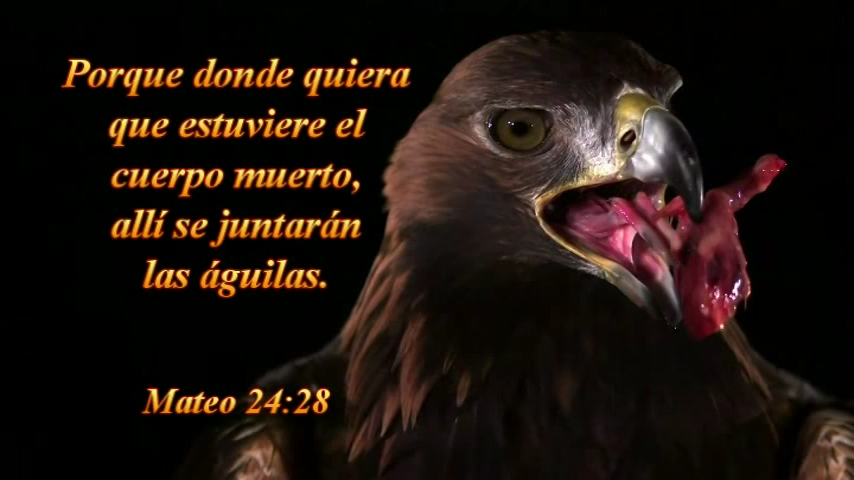 Porque donde quiera
que estuviere el
cuerpo muerto,
allí se juntarán
las águilas.
Mateo 24:28